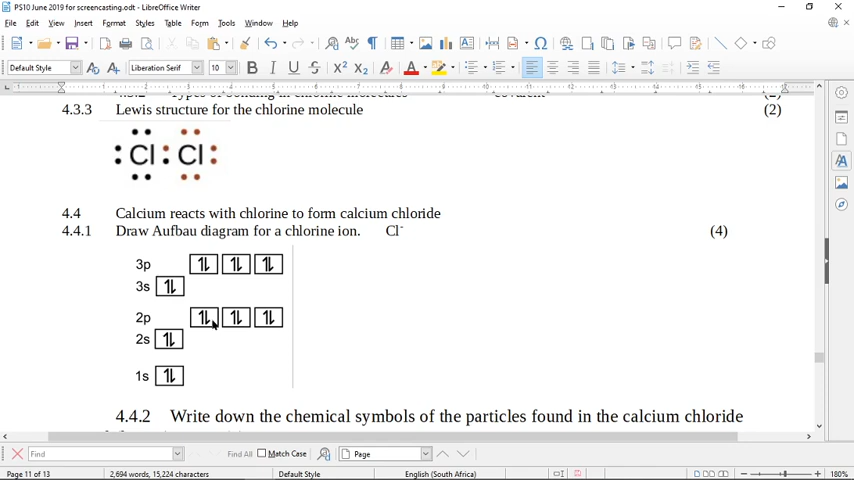 PS10 June 2019 for screencasting.odt - LibreOffice Writer
File Edit View Insert Format Styles Table Form Tools Window Help
Default Style Liberation Serif 10
4.3.3 Lewis structure for the chlorine molecule (2)
Cl Cl
4.4 Calcium reacts with chlorine to form calcium chloride
4.4.1 Draw Aufbau diagram for a chlorine ion. Cl- (4)
3p
3s
2p
2s
1s
4.4.2 Write down the chemical symbols of the particles found in the calcium chloride
Find Find All Match Case Page
Page 11 of 13 2,694 words, 15,224 characters Default Style English (South Africa) 180%